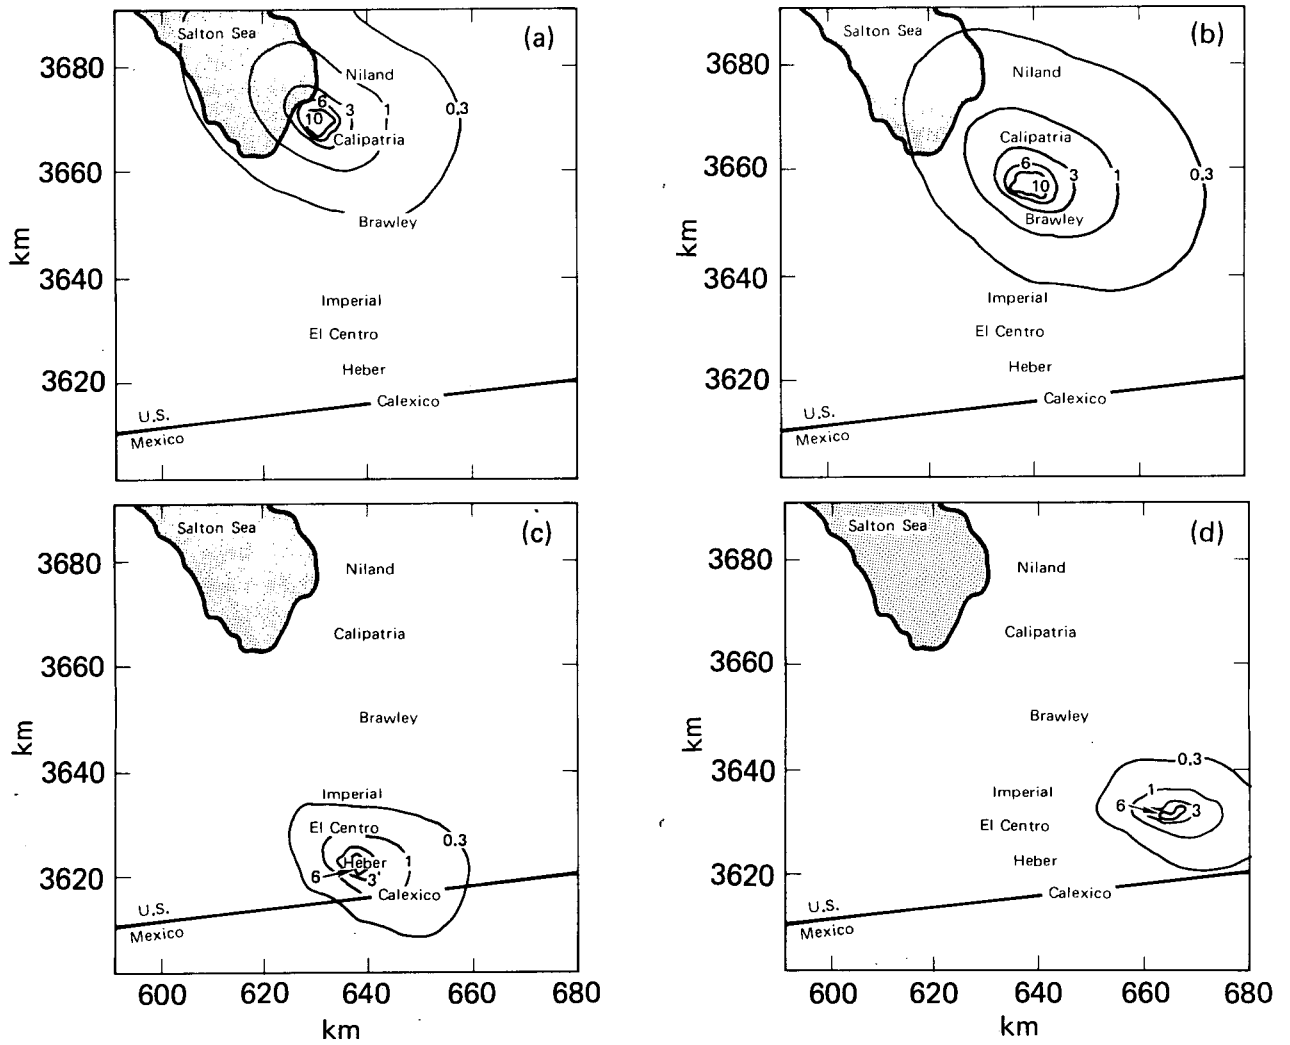 (a)
Salton Sea
3680
Niland
6
10
3
1
0.3
Calipatria
3660
Brawley
km
3640
Imperial
El Centro
Heber
3620
Calexico
U.S.
Mexico
(b)
Salton Sea
3680
Niland
Calipatria
3660
6
10
3
1
0.3
Brawley
km
3640
Imperial
El Centro
Heber
3620
Calexico
U.S.
Mexico
(c)
Salton Sea
3680
Niland
Calipatria
3660
Brawley
km
3640
Imperial
El Centro
0.3
Heber
1
6
3
3620
Calexico
U.S.
Mexico
600 620 640 660 680
km
(d)
Salton Sea
3680
Niland
Calipatria
3660
Brawley
km
0.3
3640
Imperial
1
6
3
El Centro
Heber
3620
Calexico
U.S.
Mexico
600 620 640 660 680
km